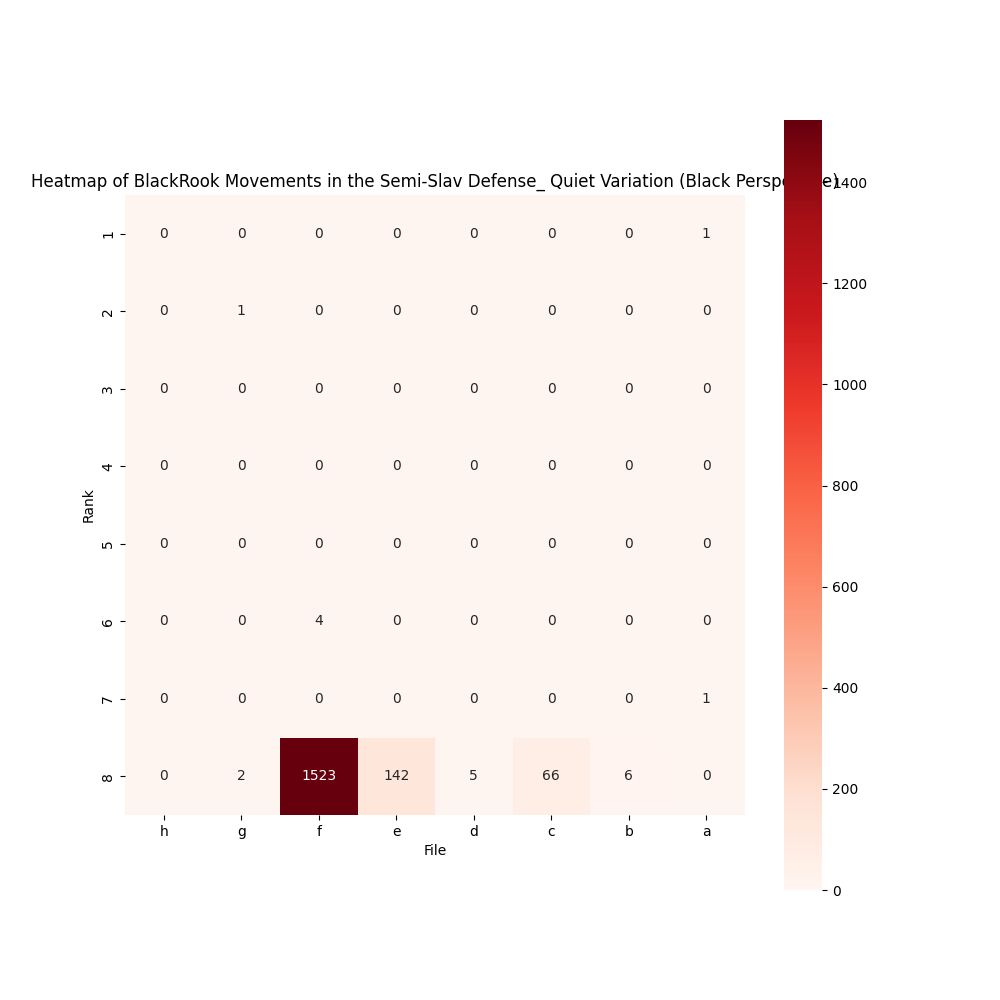 Heatmap of BlackRook Movements in the Semi-Slav Defense_ Quiet Variation (Black
1 0 0 0 0 0 0 0 1
2 0 1 0 0 0 0 0 0
3 0 0 0 0 0 0 0 0
4 0 0 0 0 0 0 0 0
Rank
5 0 0 0 0 0 0 0 0
6 0 0 4 0 0 0 0 0
7 0 0 0 0 0 0 0 1
8 0 2 1523 142 5 66 6 0
h g f e d c b a
File
1400
1200
1000
800
600
400
200
0